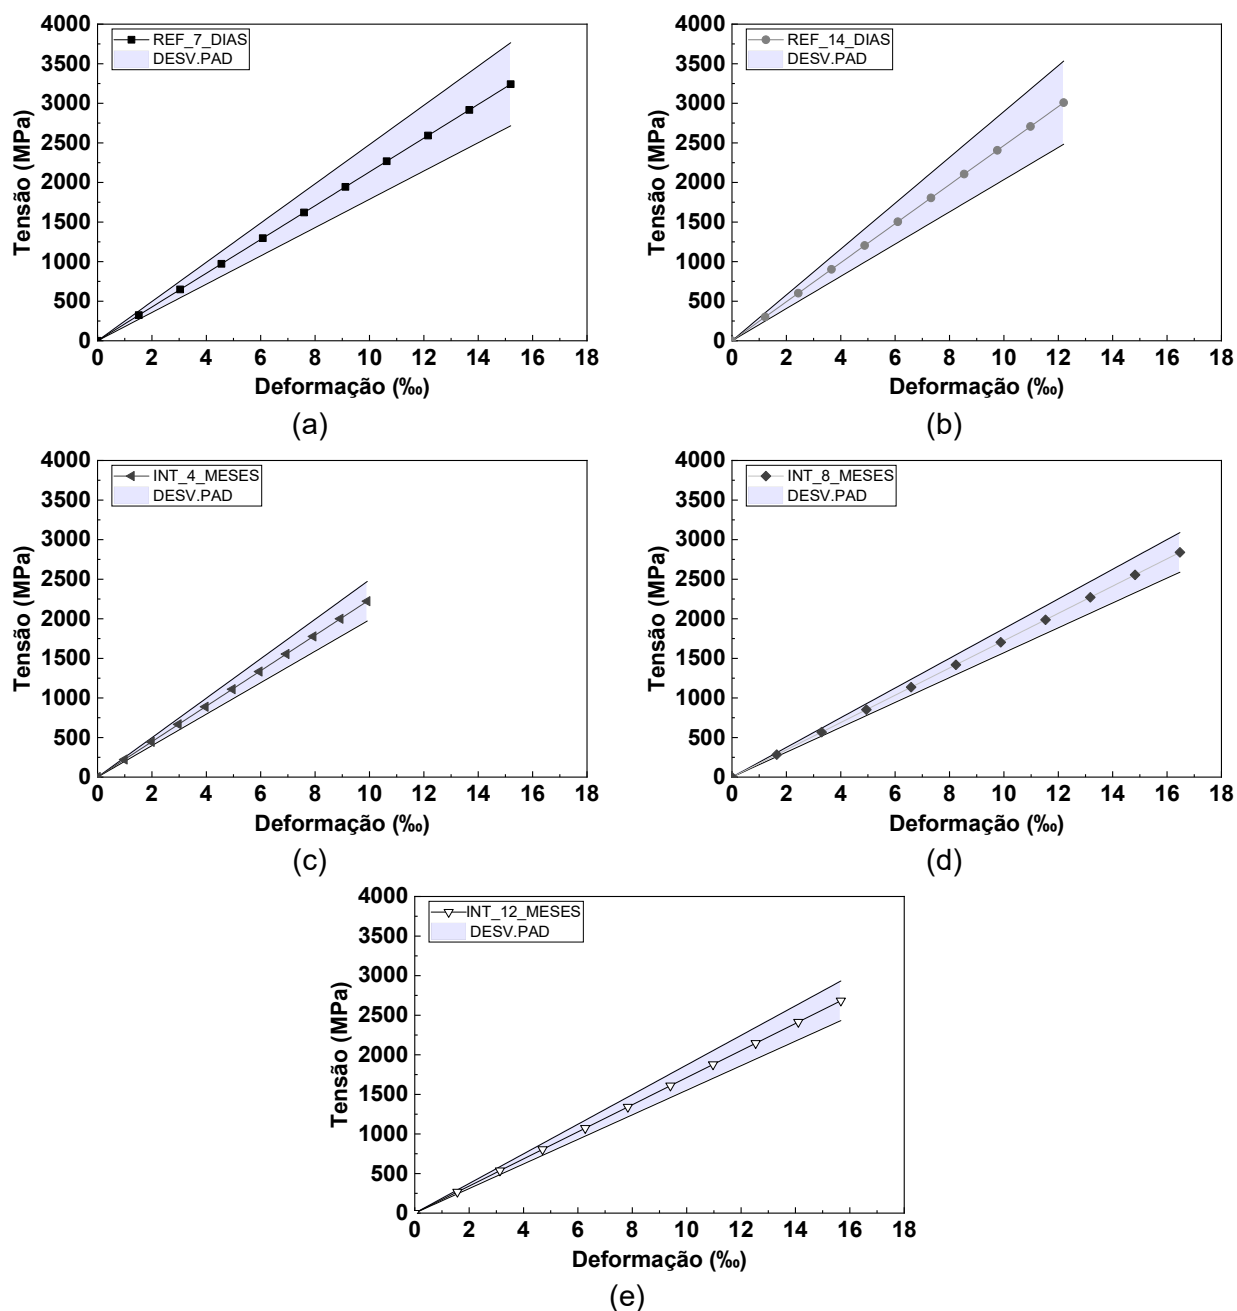 REF_7_DIAS
DESV.PAD
4000
3500
3000
2500
2000
1500
1000
500
0
Tensão (MPa)
0 2 4 6 8 10 12 14 16 18
Deformação (‰)
(a)
REF_14_DIAS
DESV.PAD
4000
3500
3000
2500
2000
1500
1000
500
0
Tensão (MPa)
0 2 4 6 8 10 12 14 16 18
Deformação (‰)
(b)
INT_4_MESES
DESV.PAD
4000
3500
3000
2500
2000
1500
1000
500
0
Tensão (MPa)
0 2 4 6 8 10 12 14 16 18
Deformação (‰)
(c)
INT_8_MESES
DESV.PAD
4000
3500
3000
2500
2000
1500
1000
500
0
Tensão (MPa)
0 2 4 6 8 10 12 14 16 18
Deformação (‰)
(d)
INT_12_MESES
DESV.PAD
4000
3500
3000
2500
2000
1500
1000
500
0
Tensão (MPa)
0 2 4 6 8 10 12 14 16 18
Deformação (‰)
(e)